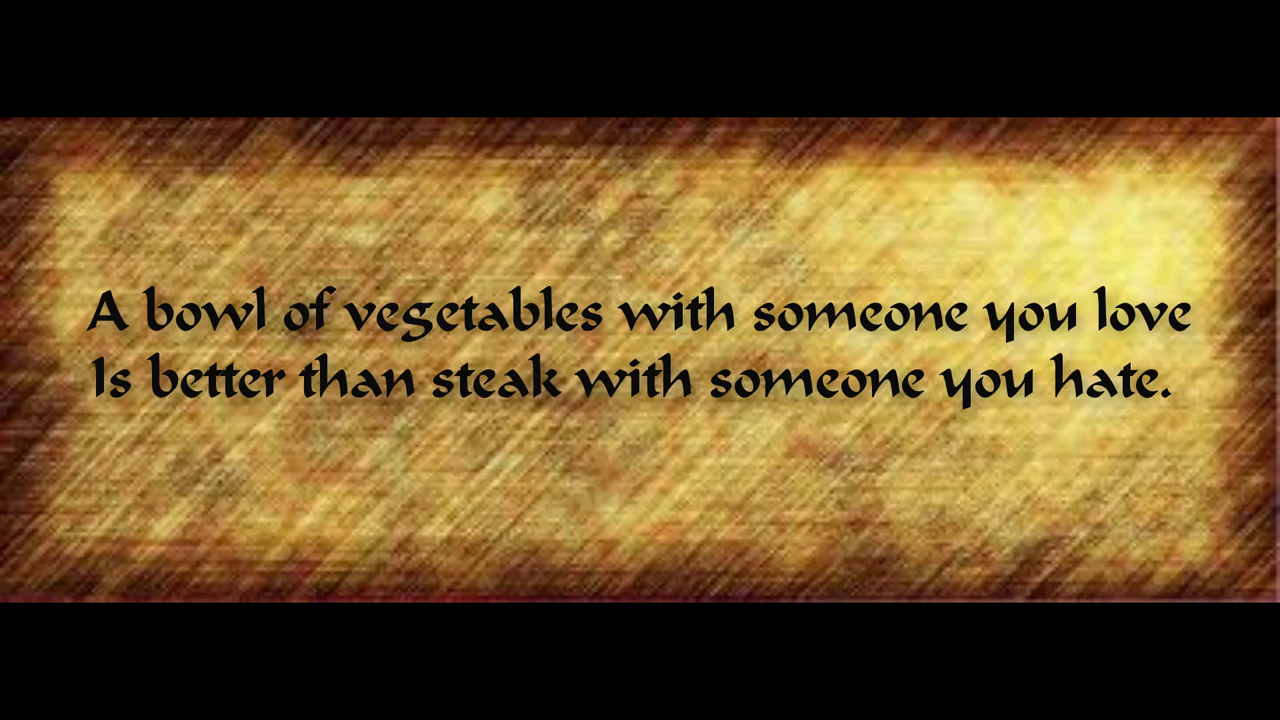 A bowl of vegetables with someone you love
Is better than steak with someone you hate.